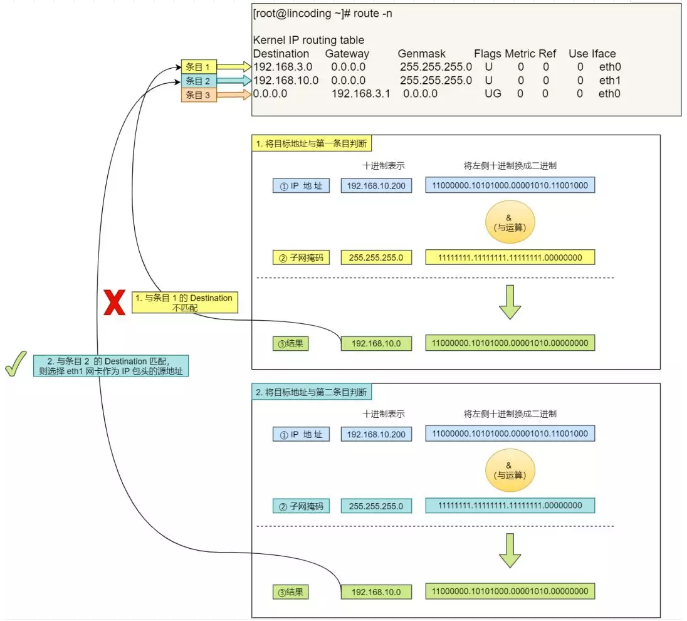 [root@lincoding ~]# route -n
Kernel IP routing table
Destination Gateway Genmask Flags Metric Ref Use Iface
条目 1 192.168.3.0 0.0.0.0 255.255.255.0 U 0 0 0 eth0
条目 2 192.168.10.0 0.0.0.0 255.255.255.0 U 0 0 0 eth1
条目 3 0.0.0.0 192.168.3.1 0.0.0.0 UG 0 0 0 eth0
1. 将目标地址与第一条目判断
十进制表示 将左侧十进制换成二进制
① IP 地 址 192.168.10.200 11000000.10101000.00001010.11001000
&
(与运算)
② 子网掩码 255.255.255.0 11111111.11111111.11111111.00000000
1. 与条目 1 的 Destination
不匹配
③结果 192.168.10.0 11000000.10101000.00001010.00000000
2. 与条目 2 的 Destination 匹配,
则选择 eth1 网卡作为 IP 包头的源地址
2. 将目标地址与第二条目判断
十进制表示 将左侧十进制换成二进制
① IP 地 址 192.168.10.200 11000000.10101000.00001010.11001000
&
(与运算)
② 子网掩码 255.255.255.0 11111111.11111111.11111111.00000000
③结果 192.168.10.0 11000000.10101000.00001010.00000000